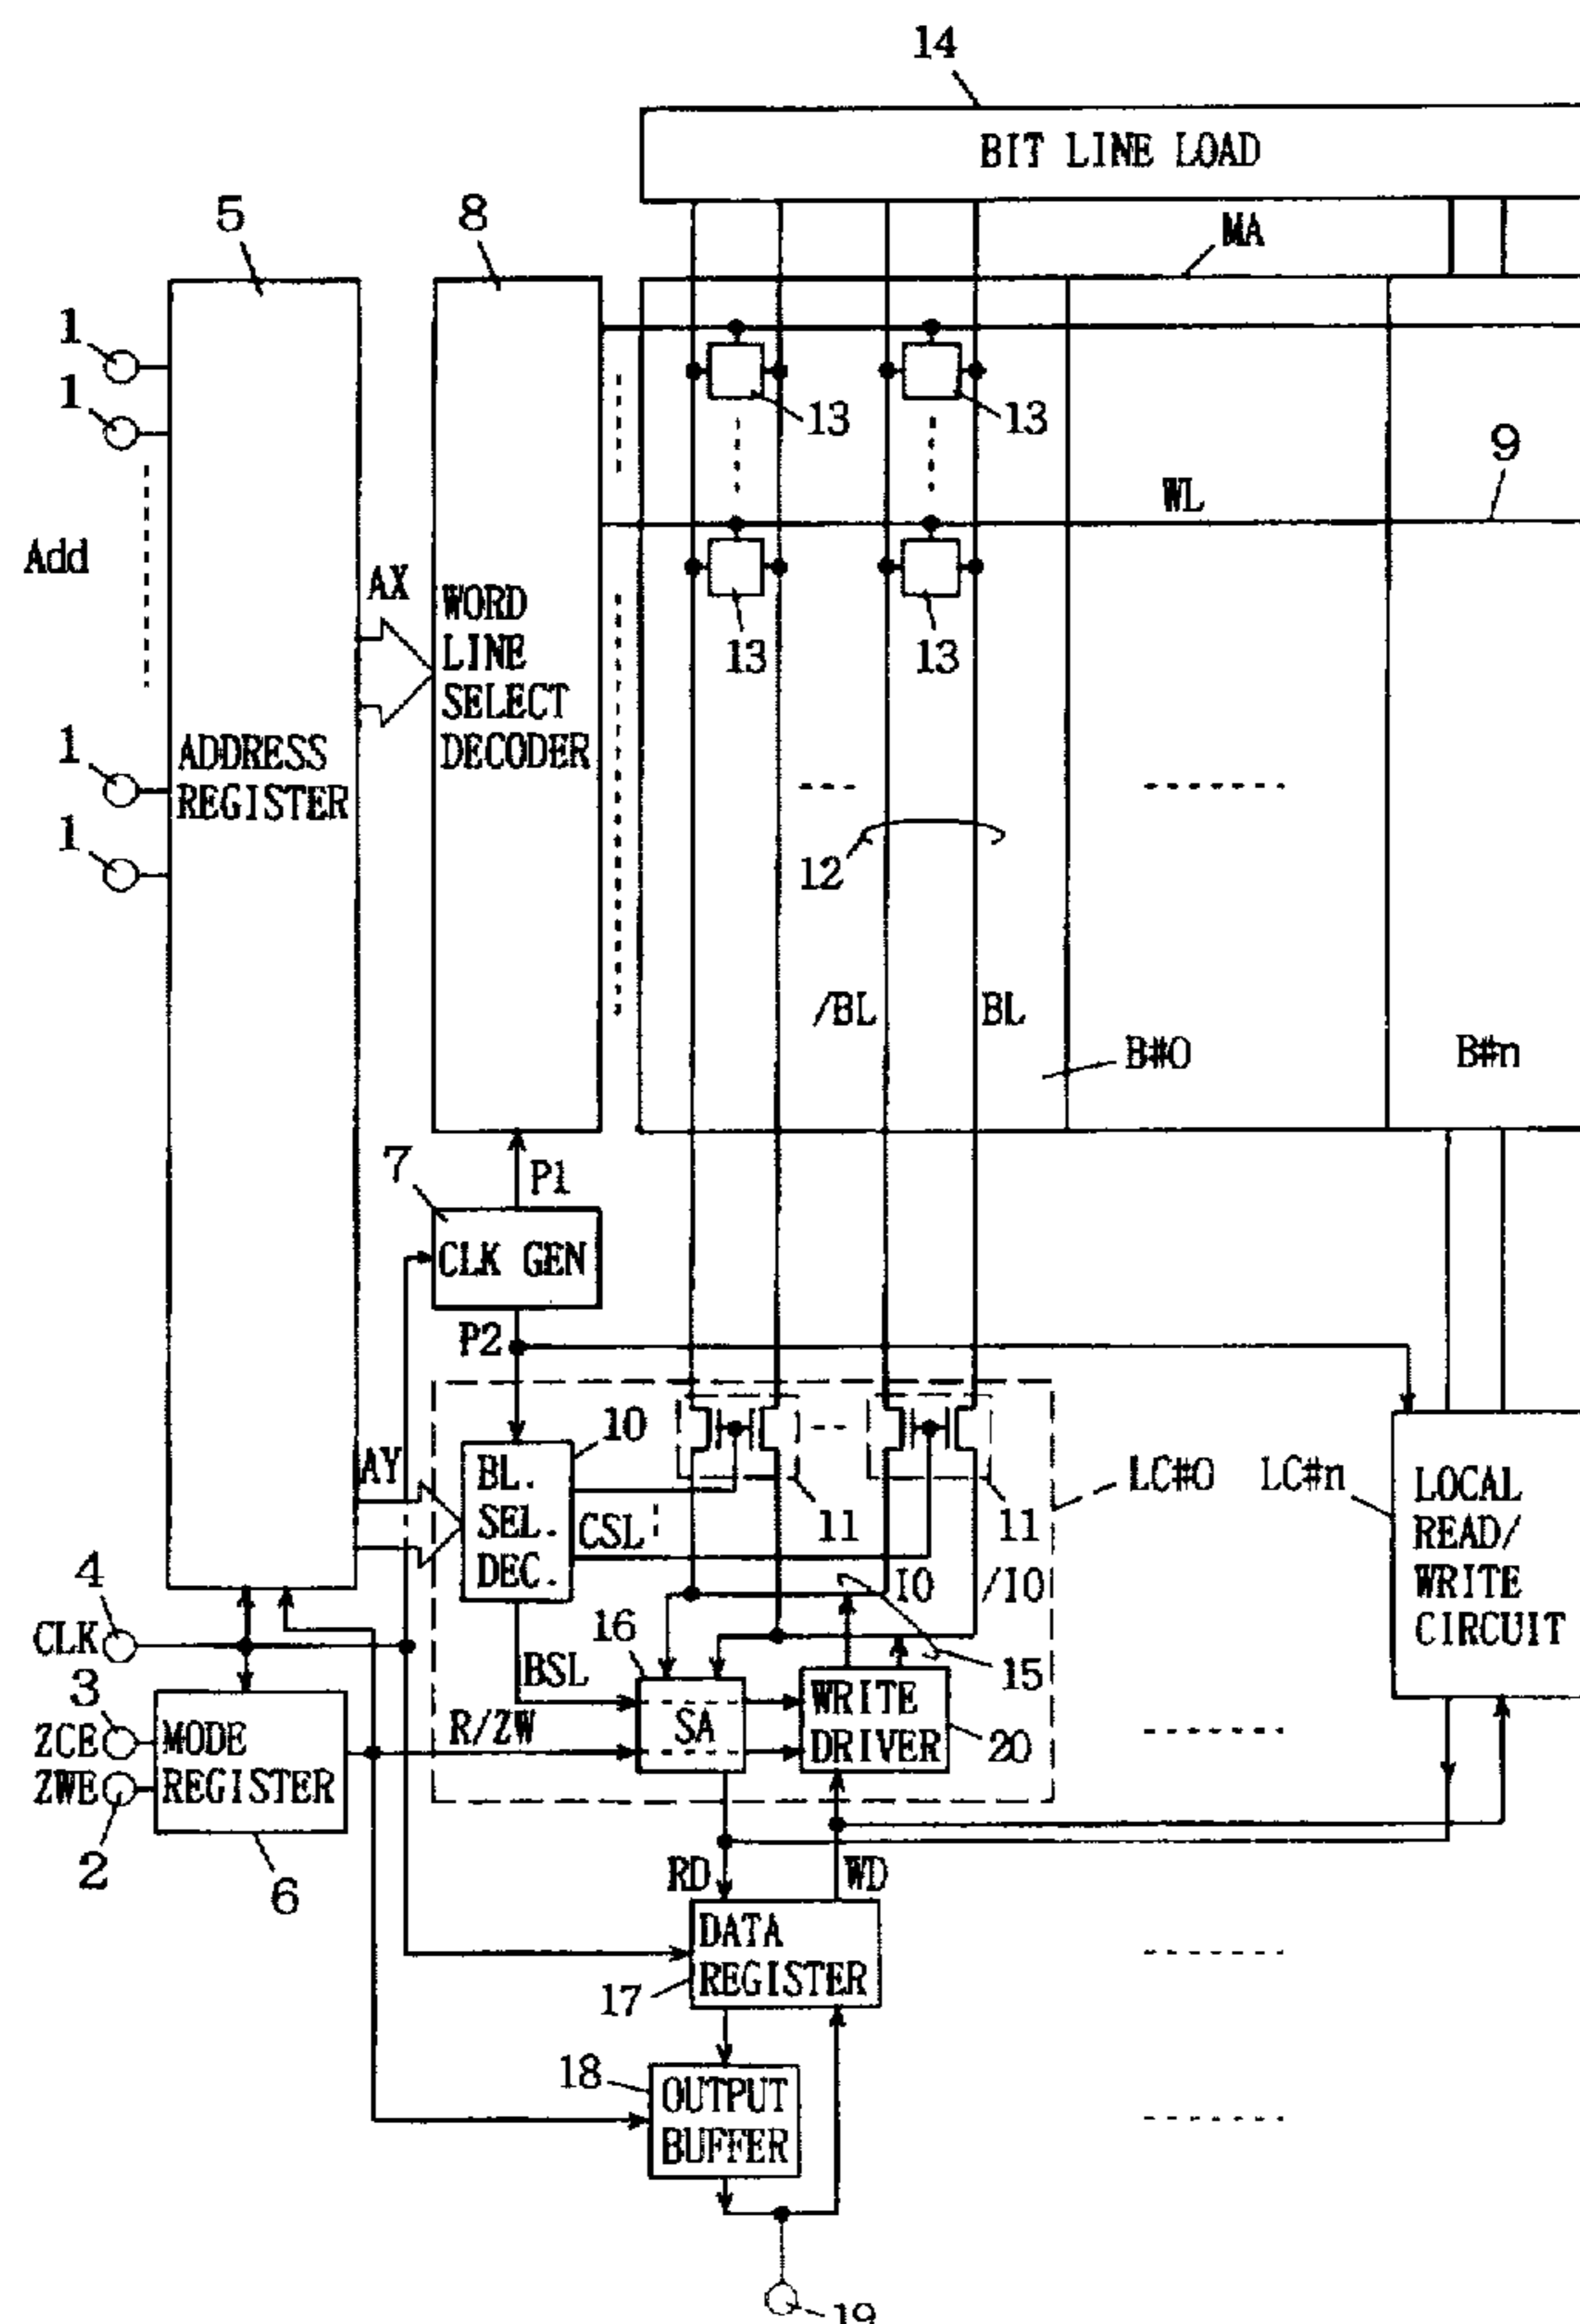 14
BIT LINE LOAD
5
8
MA
1
1
13
13
9
WL
Add
AX
WORD
LINE
SELECT
DECODER
13
13
1
ADDRESS
REGISTER
1
12
/BL
BL
B#0
B#n
7
P1
CLK GEN
P2
10
AY
BL.
SEL.
DEC.
CSL
11
11
LC#0
LC#n
LOCAL
READ/
WRITE
CIRCUIT
IO
/IO
4
CLK
16
BSL
15
3
ZCE
MODE
REGISTER
ZWE
2
6
R/ZW
SA
WRITE
DRIVER
20
RD
WD
DATA
REGISTER
17
18
OUTPUT
BUFFER
19